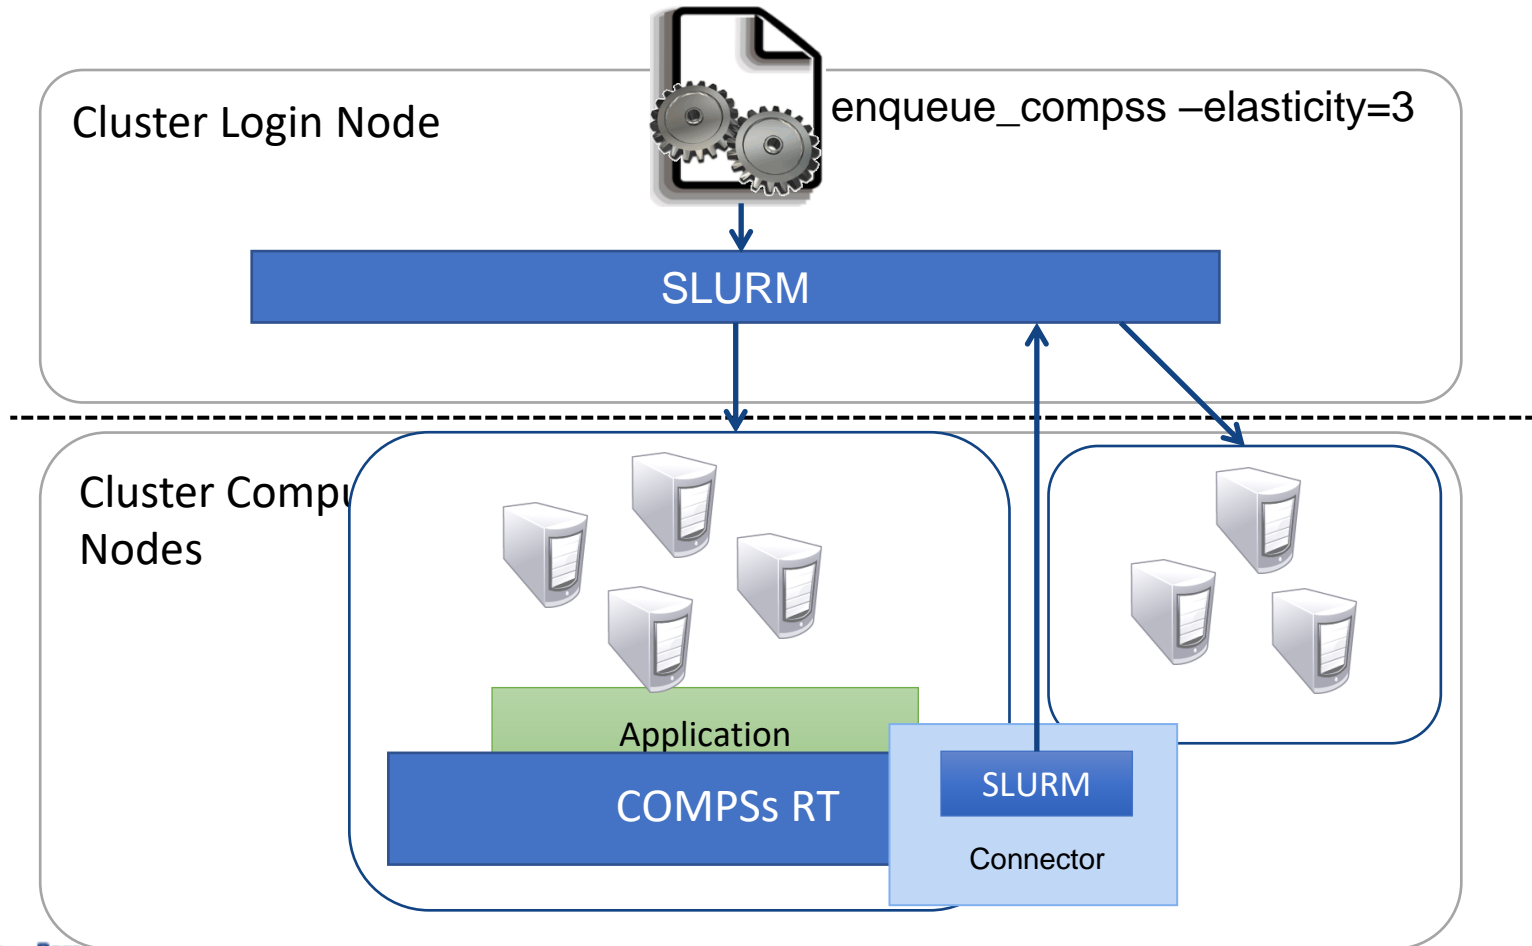 Cluster Login Node
enqueue_compss –elasticity=3
SLURM
Cluster Compu
Nodes
Application
COMPSs RT
SLURM
Connector